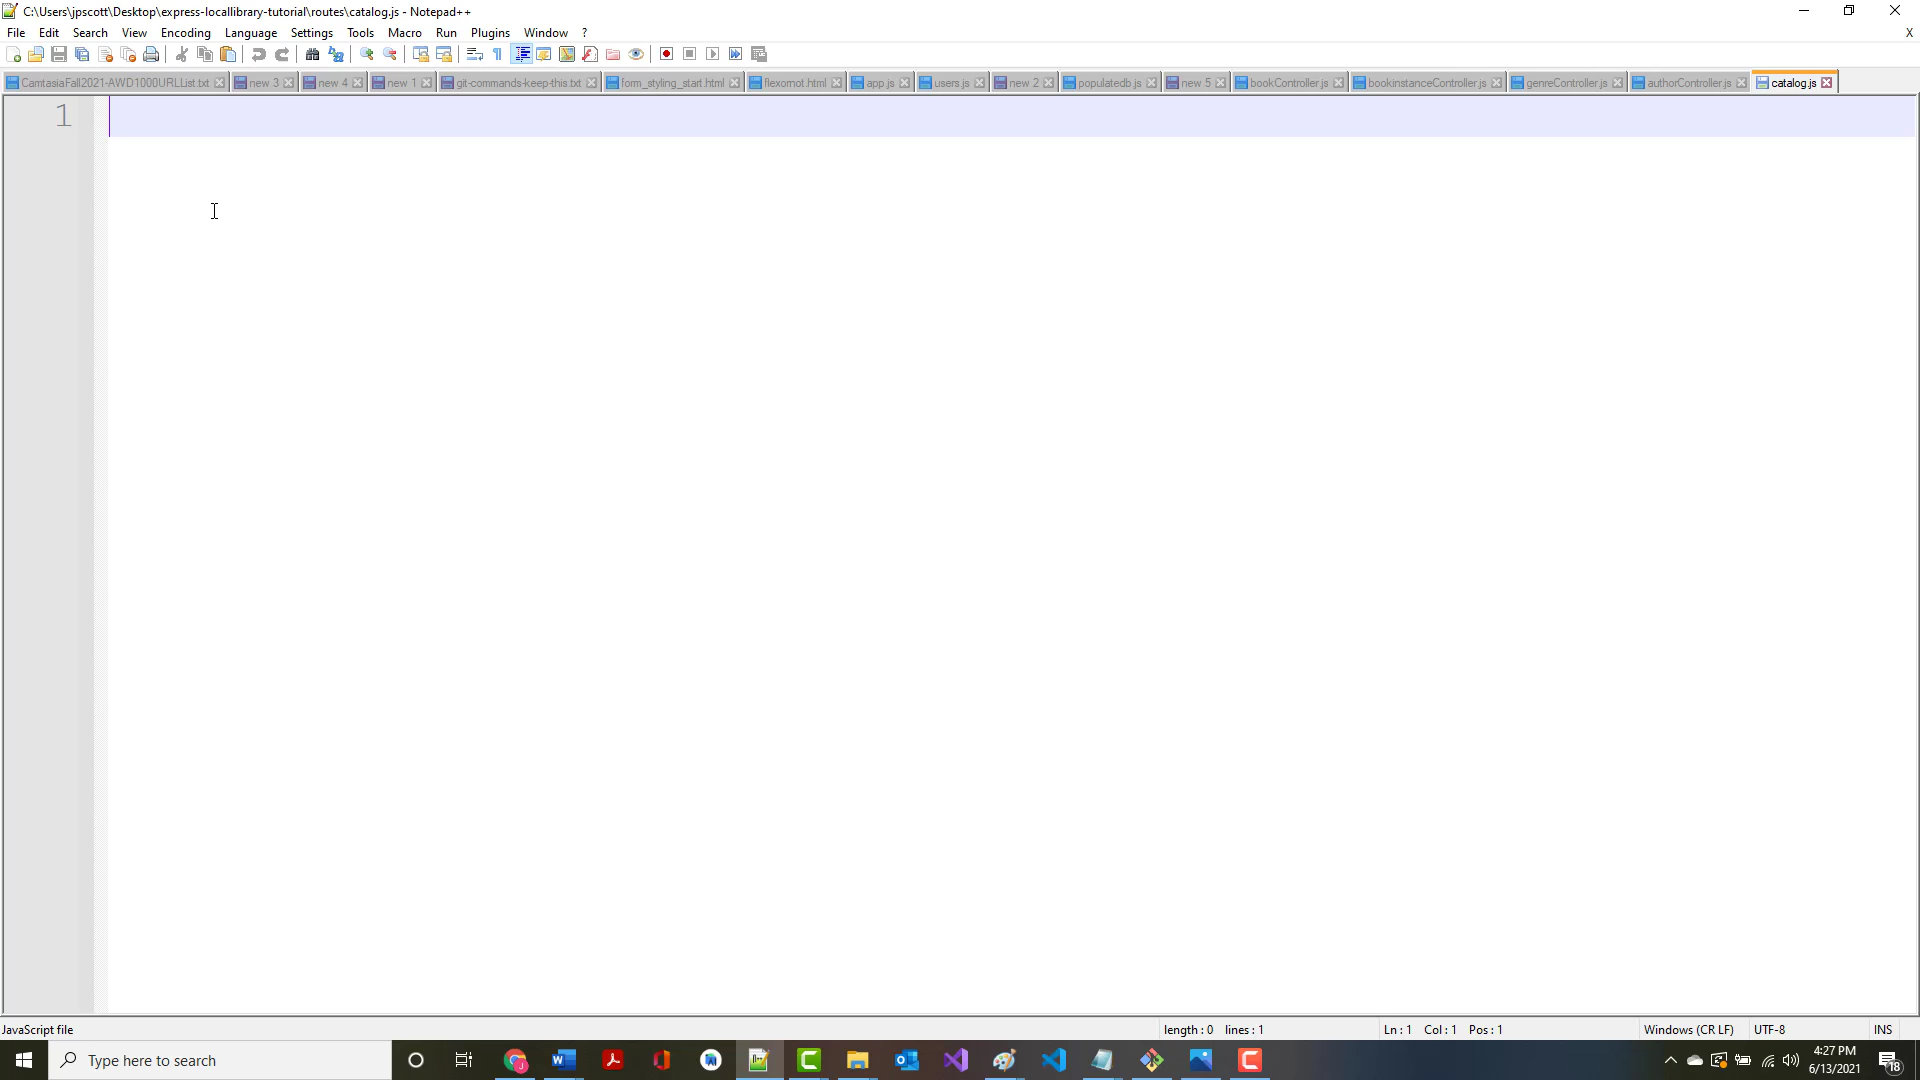 C:\Users\jpscott\Desktop\express-locallibrary-tutorial\routes\catalog.js - Notepad++
File Edit Search View Encoding Language Settings Tools Macro Run Plugins Window ? X
CamtasiaFall2021-AWD1000URLList.txt new 3 new 4 new 1 git-commands-keep-this.txt form_styling_start.html flexomot.html app.js users.js new 2 populatedb.js new 5 bookController.js bookinstanceController.js genreController.js authorController.js catalog.js
1
JavaScript file length : 0 lines : 1 Ln : 1 Col : 1 Pos : 1 Windows (CR LF) UTF-8 INS
Type here to search
4:27 PM
6/13/2021
18